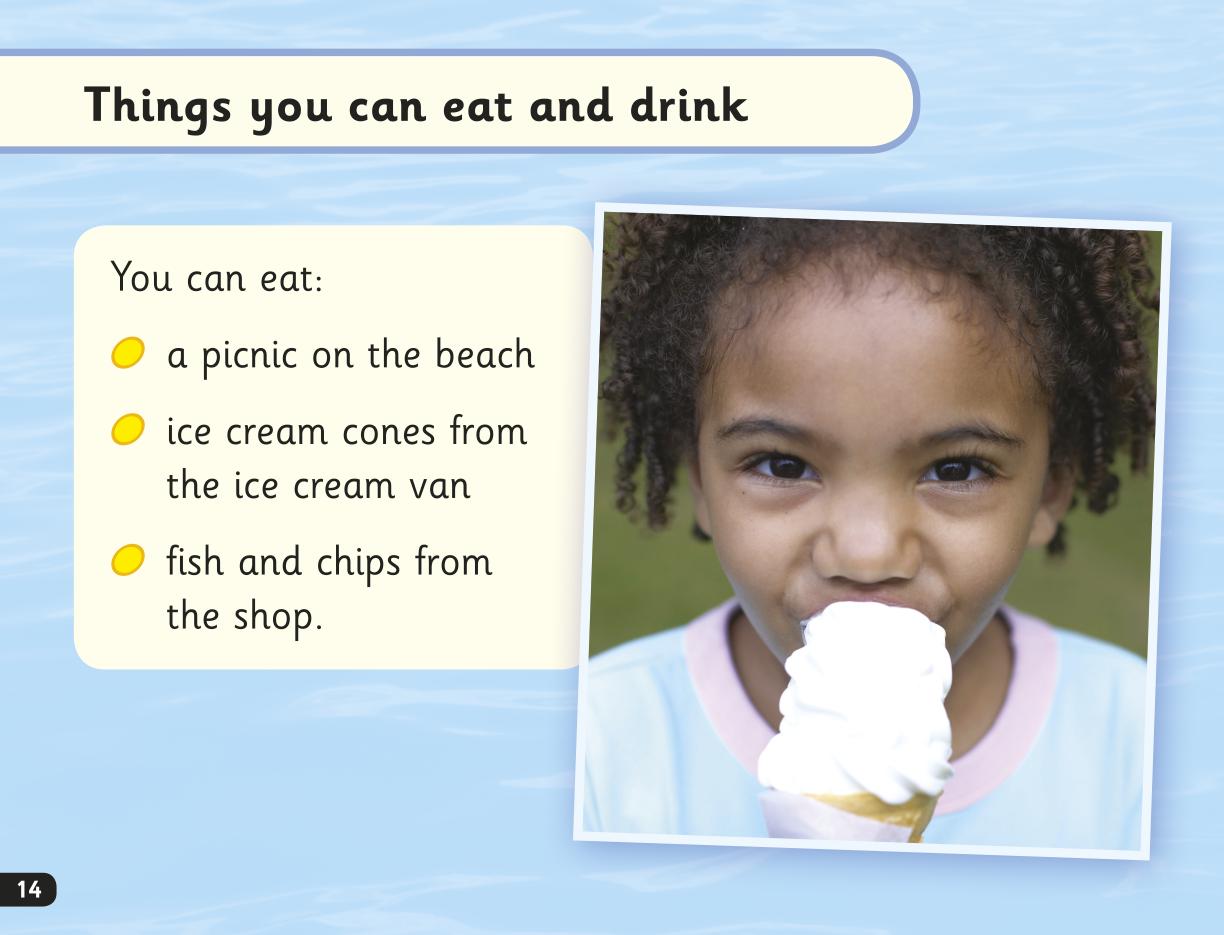 Things you can eat and drink
You can eat:
a picnic on the beach
ice cream cones from
the ice cream van
fish and chips from
the shop.
14